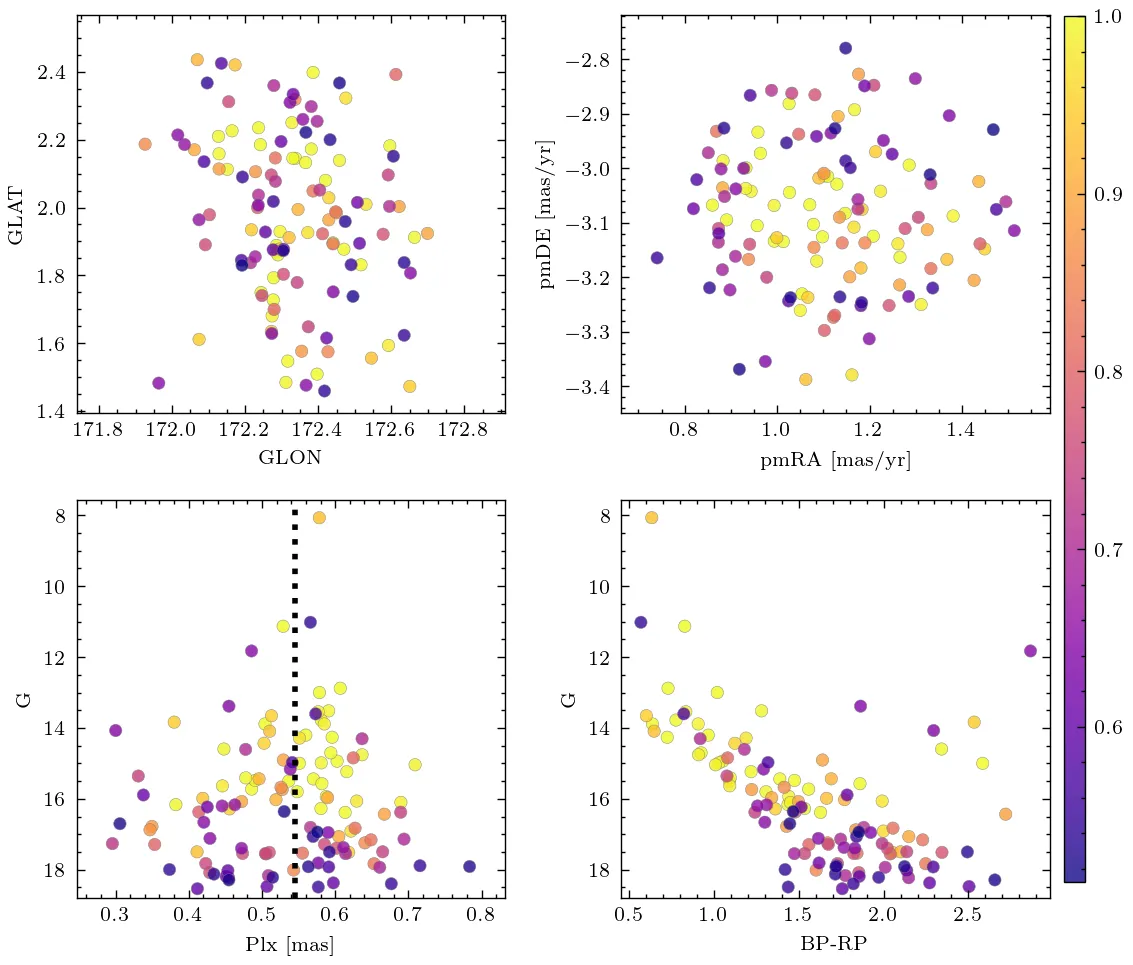 2.4
2.2
2.0
1.8
1.6
1.4
171.8 172.0 172.2 172.4 172.6 172.8
GLON
GLAT
−2.8
−2.9
−3.0
−3.1
−3.2
−3.3
−3.4
0.8 1.0 1.2 1.4
pmRA [mas/yr]
pmDE [mas/yr]
1.0
0.9
0.8
0.7
0.6
8
10
12
14
16
18
0.3 0.4 0.5 0.6 0.7 0.8
Plx [mas]
G
8
10
12
14
16
18
0.5 1.0 1.5 2.0 2.5
BP-RP
G